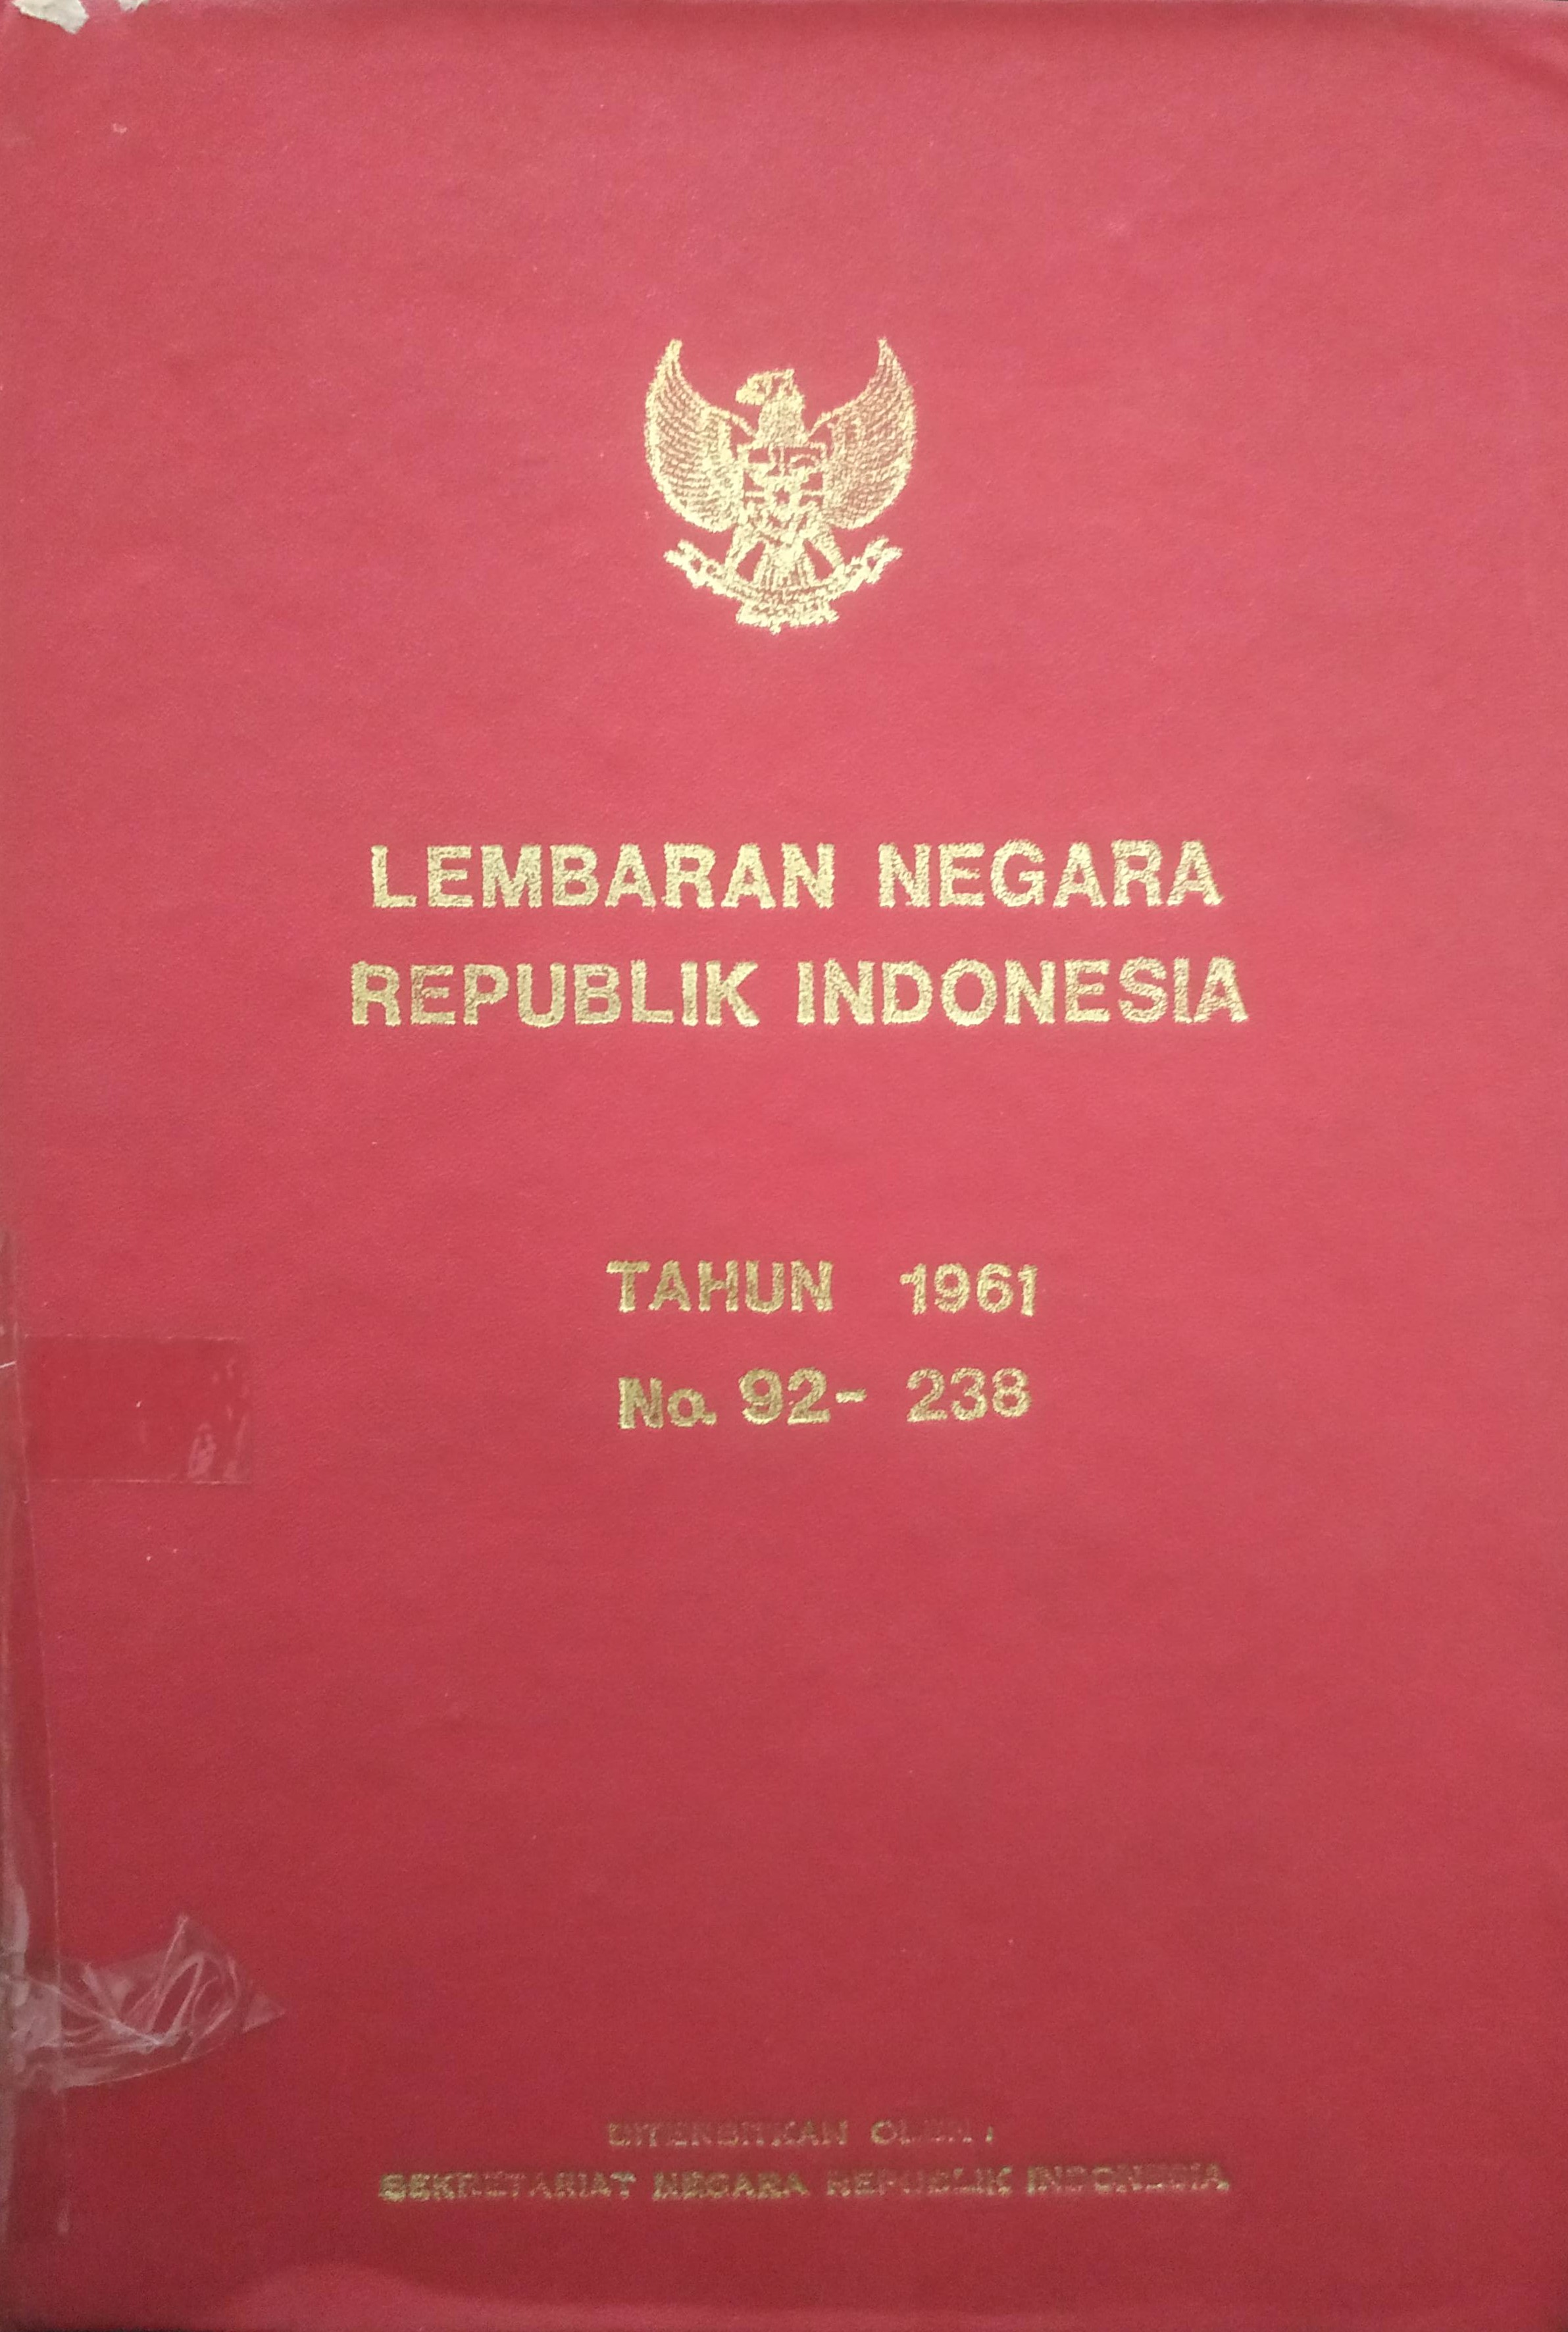 LEMBARAN NEGARA
REPUBLIK INDONESIA
TAHUN 1961
No. 92- 238
DITERBITKAN OLEH :
SEKRETARIAT NEGARA REPUBLIK INDONESIA